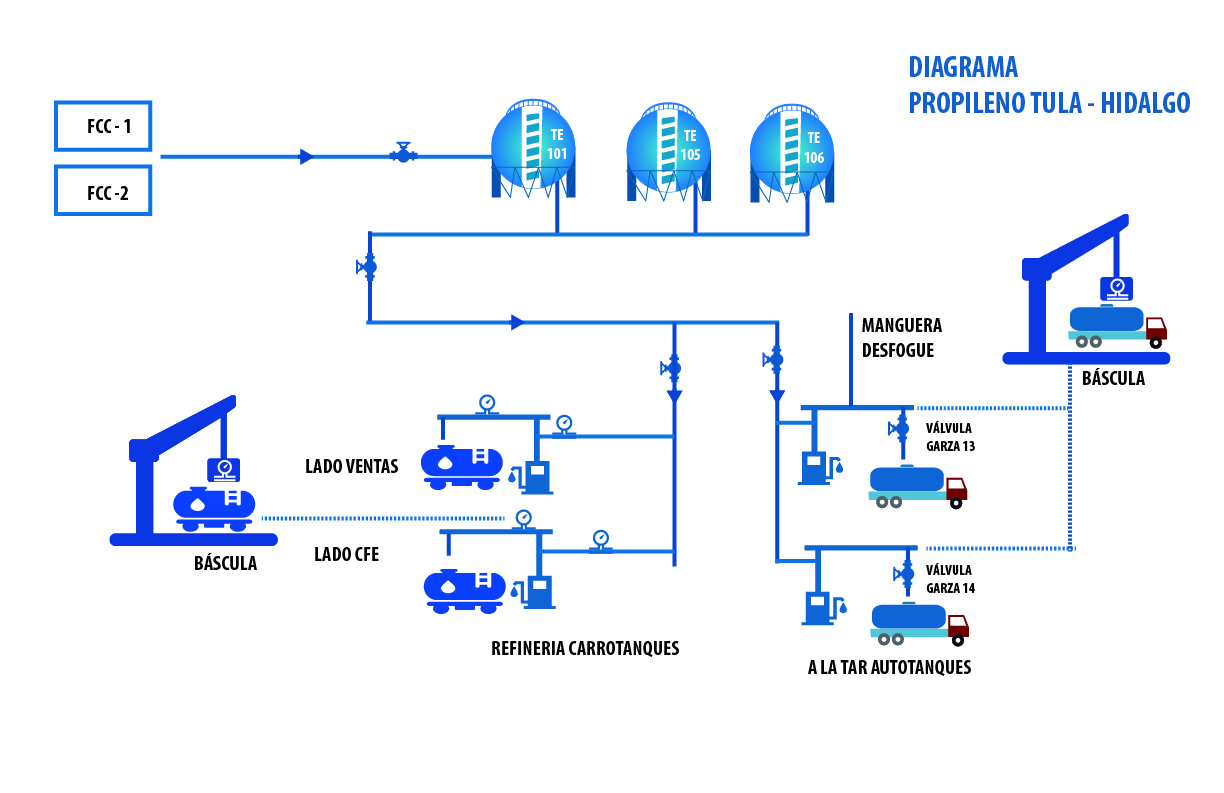 DIAGRAMA
PROPILENO TULA - HIDALGO
FCC - 1
FCC -2
TE
101
TE
105
TE
106
MANGUERA
DESFOGUE
BÁSCULA
VÁLVULA
GARZA 13
LADO VENTAS
LADO CFE
BÁSCULA
VÁLVULA
GARZA 14
REFINERIA CARROTANQUES
A LA TAR AUTOTANQUES